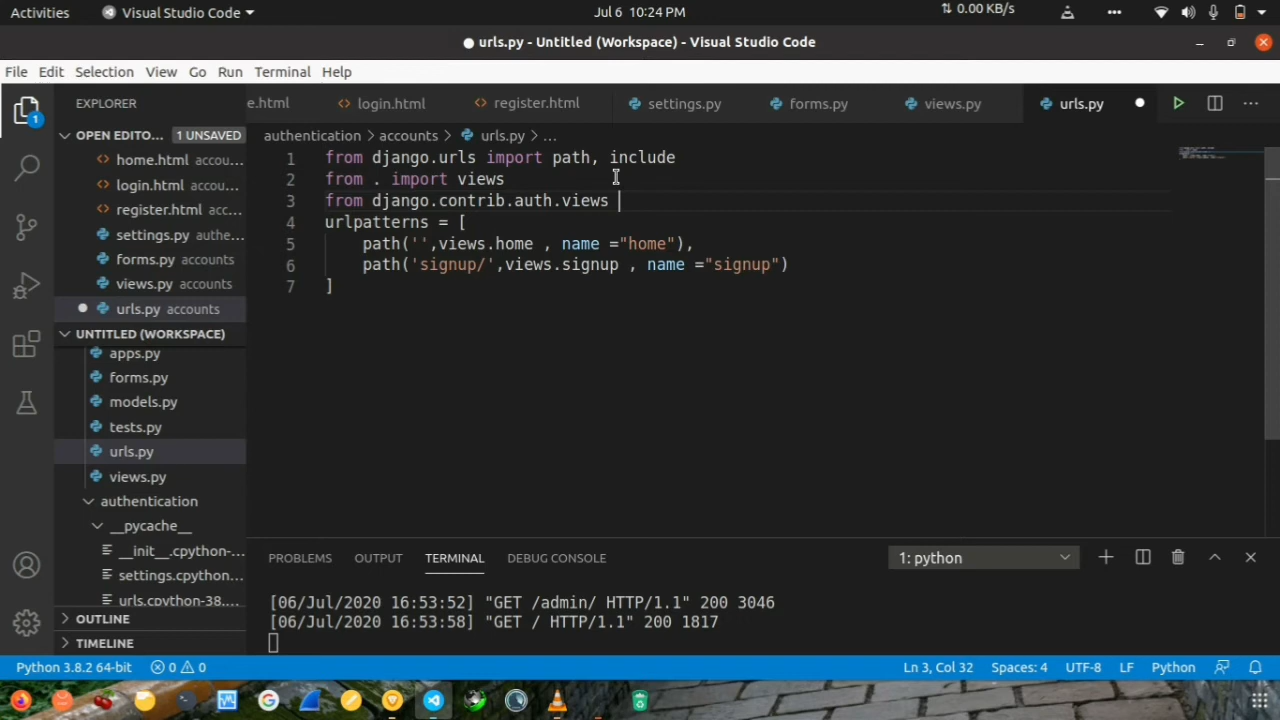 Activities Visual Studio Code Jul 6 10:24 PM 0.00 KB/s
urls.py - Untitled (Workspace) - Visual Studio Code
File Edit Selection View Go Run Terminal Help
EXPLORER e.html login.html register.html settings.py forms.py views.py urls.py
OPEN EDITO... 1 UNSAVED
authentication > accounts > urls.py > ...
home.html accou...
login.html accou...
register.html accou...
settings.py authe...
forms.py accounts
views.py accounts
urls.py accounts
UNTITLED (WORKSPACE)
apps.py
forms.py
models.py
tests.py
urls.py
views.py
authentication
__pycache__
__init__.cpython-...
settings.cpython...
urls.cpython-38....
OUTLINE
TIMELINE
1 from django.urls import path, include
2 from . import views
3 from django.contrib.auth.views
4 urlpatterns = [
5 path('',views.home , name ="home"),
6 path('signup/',views.signup , name ="signup")
7 ]
PROBLEMS OUTPUT TERMINAL DEBUG CONSOLE 1: python
[06/Jul/2020 16:53:52] "GET /admin/ HTTP/1.1" 200 3046
[06/Jul/2020 16:53:58] "GET / HTTP/1.1" 200 1817
Python 3.8.2 64-bit 0 0 Ln 3, Col 32 Spaces: 4 UTF-8 LF Python